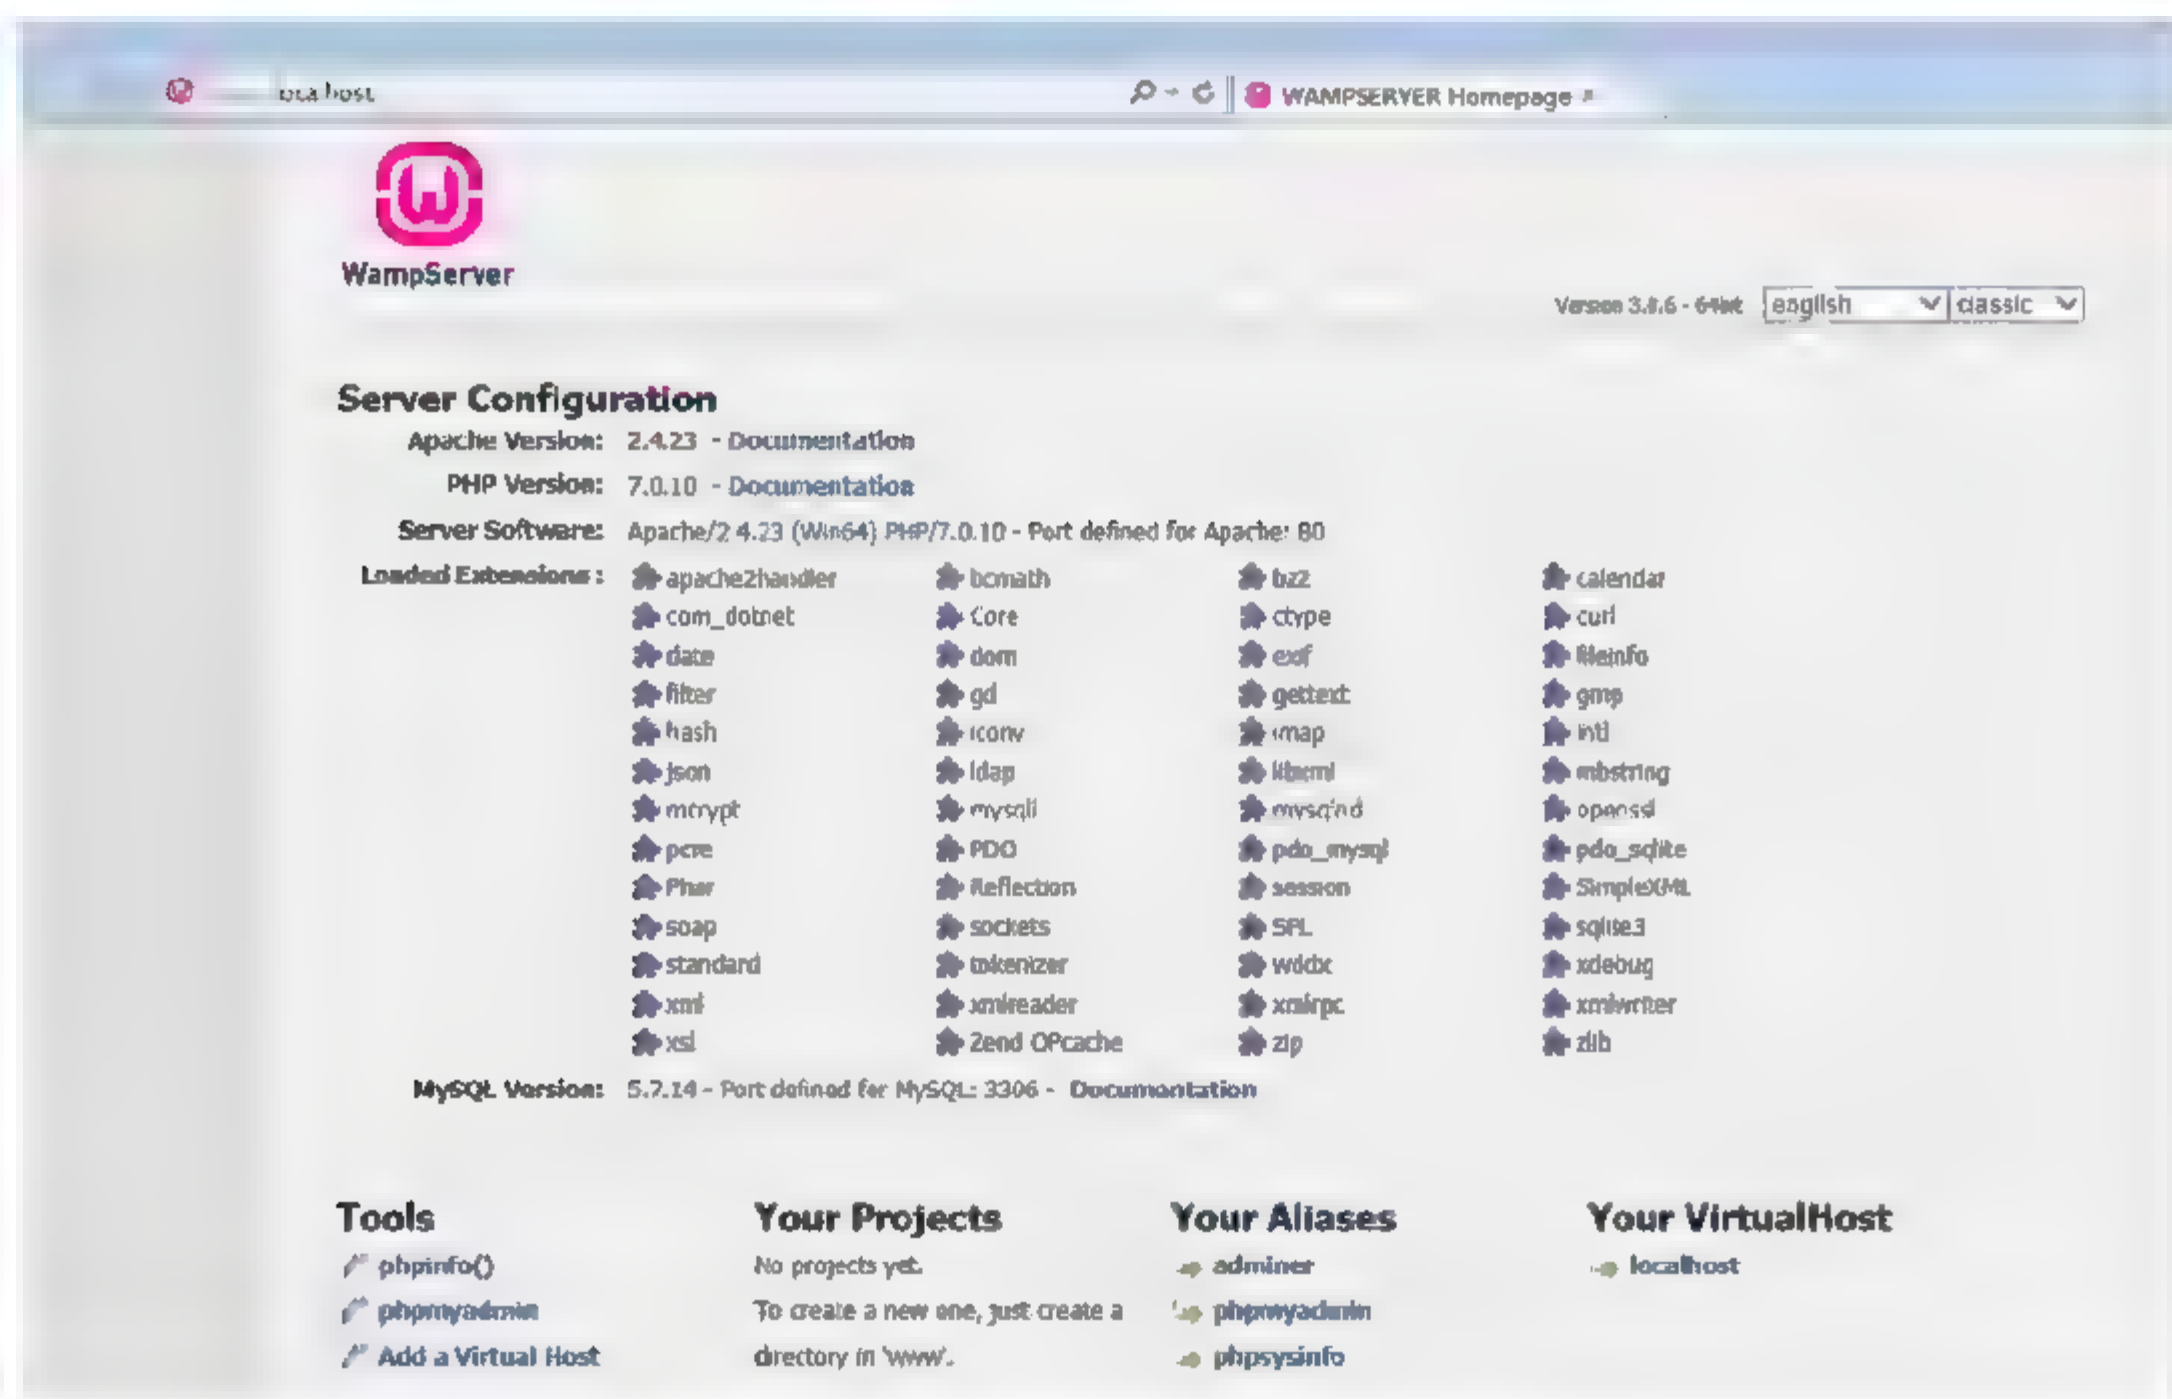 localhost
WAMPSERVER Homepage
WampServer
Version 3.0.6 - 64bit english classic
Server Configuration
Apache Version: 2.4.23 - Documentation
PHP Version: 7.0.10 - Documentation
Server Software: Apache/2.4.23 (Win64) PHP/7.0.10 - Port defined for Apache: 80
Loaded Extensions : apache2handler bcmath bz2 calendar
com_dotnet Core ctype curl
date dom exif fileinfo
filter gd gettext gmp
hash iconv imap intl
json ldap libxml mbstring
mcrypt mysqli mysqlnd openssl
pcre PDO pdo_mysql pdo_sqlite
Phar Reflection session SimpleXML
soap sockets SPL sqlite3
standard tokenizer wddx xdebug
xml xmlreader xmlrpc xmlwriter
xsl Zend OPcache zip zlib
MySQL Version: 5.7.14 - Port defined for MySQL: 3306 - Documentation
Tools
phpinfo()
phpmyadmin
Add a Virtual Host
Your Projects
No projects yet.
To create a new one, just create a
directory in 'www'.
Your Aliases
adminer
phpmyadmin
phpsysinfo
Your VirtualHost
localhost